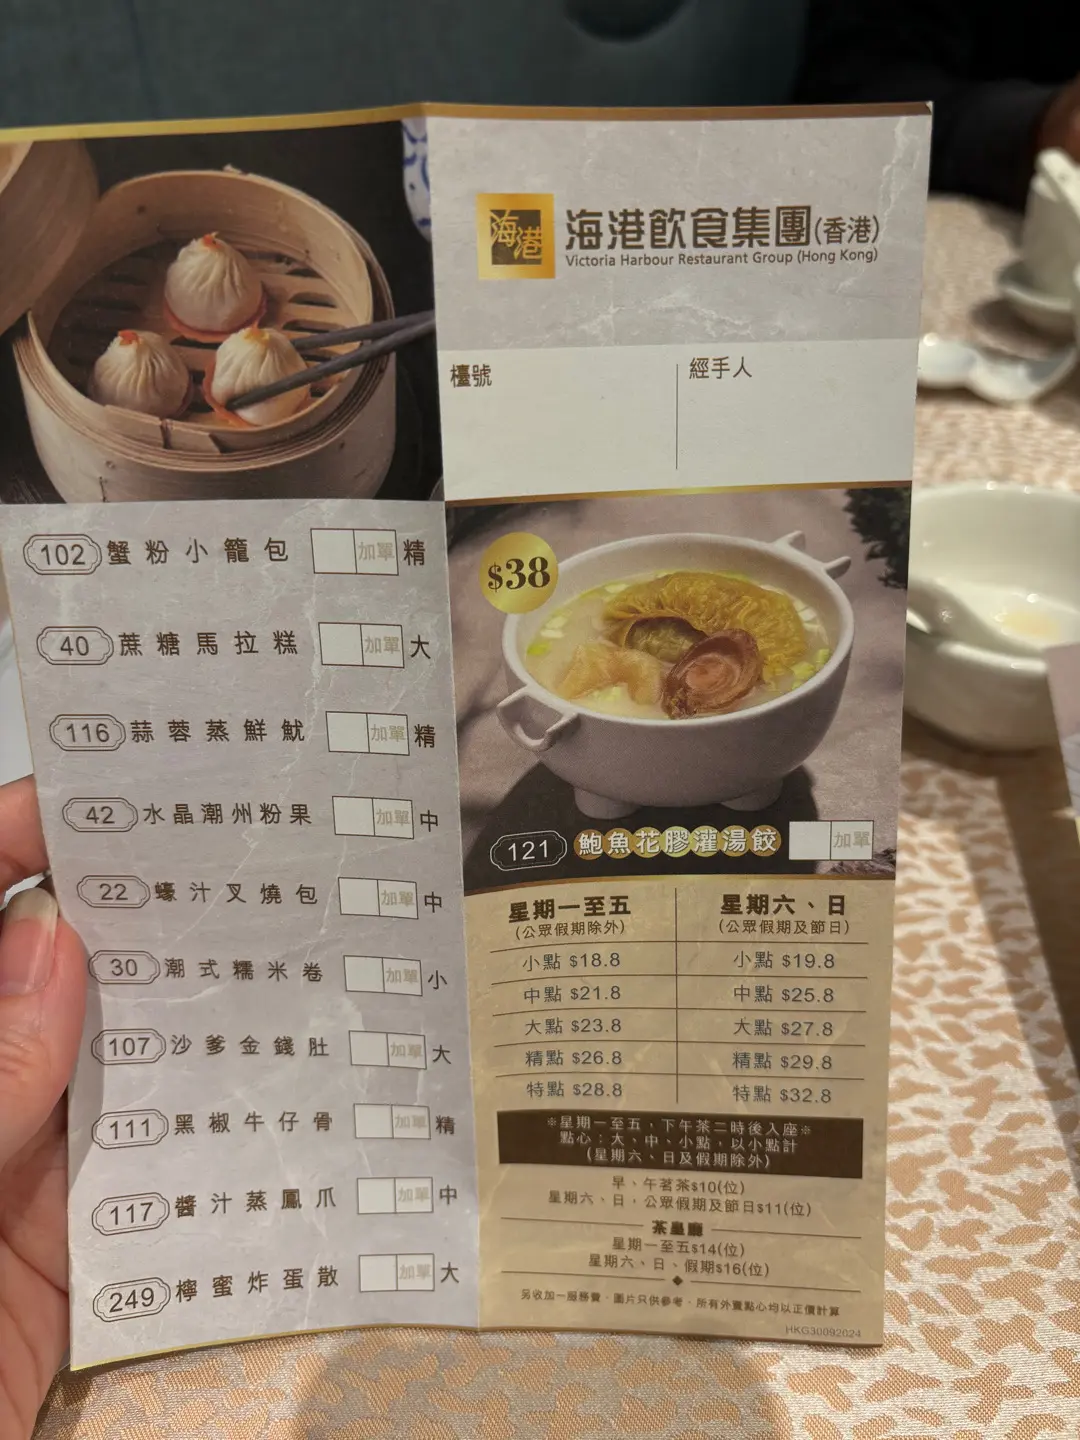 海港
海港飲食集團(香港)
Victoria Harbour Restaurant Group (Hong Kong)
檯號
經手人
102 蟹粉小籠包 加單 精
40 蔗糖馬拉糕 加單 大
116 蒜蓉蒸鮮魷 加單 精
42 水晶潮州粉果 加單 中
22 蠔汁叉燒包 加單 中
30 潮式糯米卷 加單 小
107 沙爹金錢肚 加單 大
111 黑椒牛仔骨 加單 精
117 醬汁蒸鳳爪 加單 中
249 檸蜜炸蛋散 加單 大
$38
121 鮑魚花膠灌湯餃 加單
星期一至五
(公眾假期除外)
小點 $18.8
中點 $21.8
大點 $23.8
精點 $26.8
特點 $28.8
星期六、日
(公眾假期及節日)
小點 $19.8
中點 $25.8
大點 $27.8
精點 $29.8
特點 $32.8
※星期一至五，下午茶二時後入座※
點心：大、中、小點，以小點計
(星期六、日及假期除外)
早、午茗茶$10(位)
星期六、日，公眾假期及節日$11(位)
茶皇廳
星期一至五$14(位)
星期六、日、假期$16(位)
另收加一服務費．圖片只供參考．所有外賣點心均以正價計算
HKG30092024